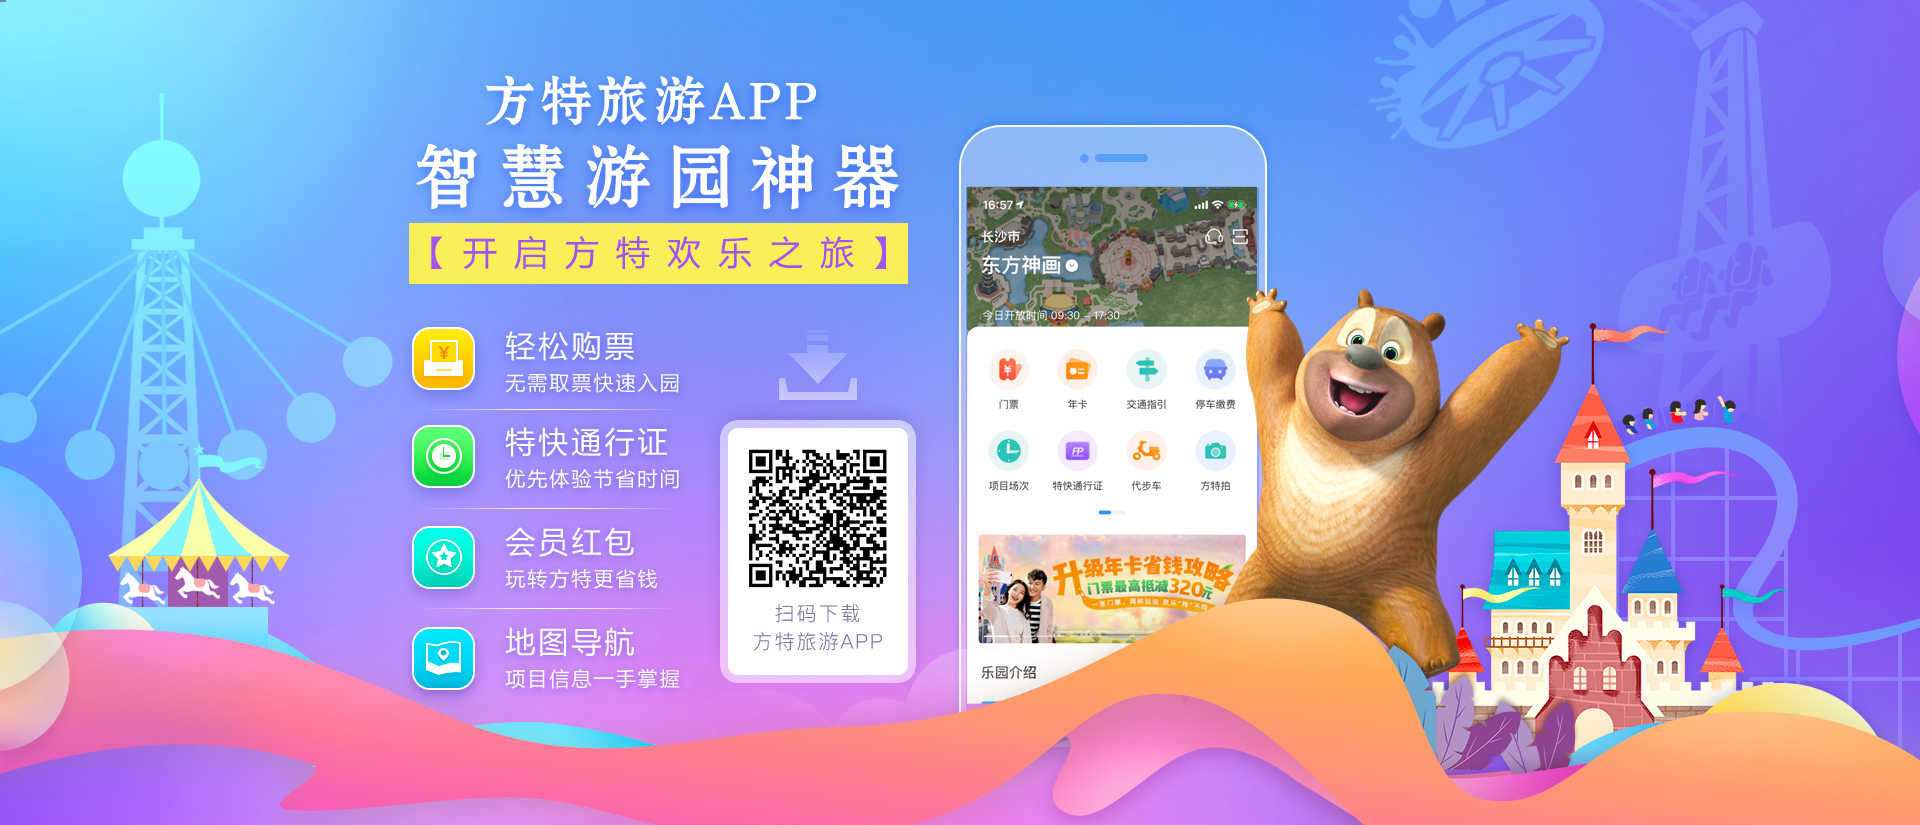 方特旅游APP
智慧游园神器
【开启方特欢乐之旅】
轻松购票
无需取票快速入园
特快通行证
优先体验节省时间
会员红包
玩转方特更省钱
地图导航
项目信息一手掌握
扫码下载
方特旅游APP
16:57
长沙市
东方神画
今日开放时间 09:30 - 17:30
门票
年卡
交通指引
停车缴费
FP
项目场次
特快通行证
代步车
方特拍
升级年卡省钱攻略
门票最高抵减320元
乐园介绍